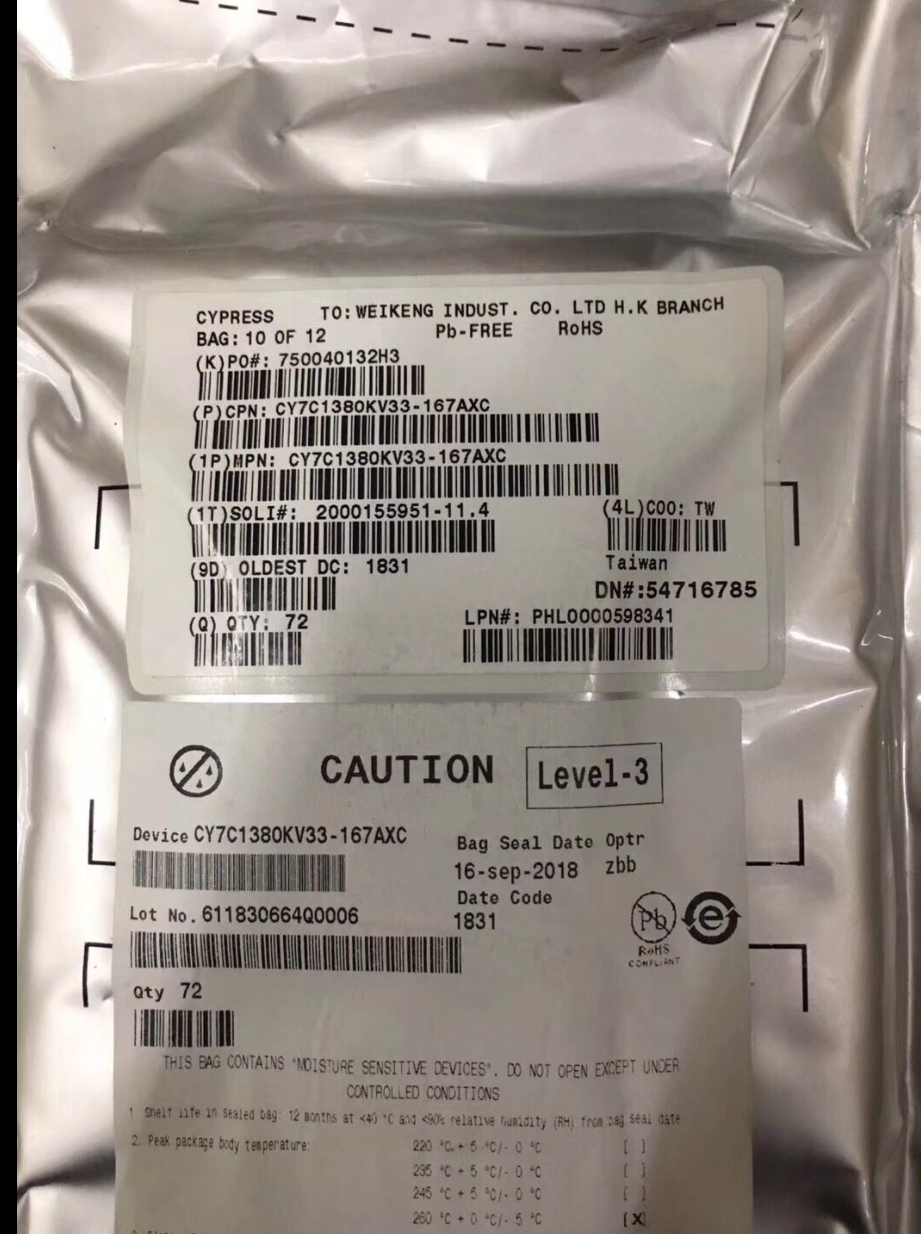 CYPRESS TO: WEIKENG INDUST. CO. LTD H.K BRANCH
BAG: 10 OF 12 Pb-FREE RoHS
(K)PO#: 750040132H3
(P)CPN: CY7C1380KV33-167AXC
(1P)MPN: CY7C1380KV33-167AXC
(1T)SOLI#: 2000155951-11.4 (4L)COO: TW
Taiwan
(9D) OLDEST DC: 1831
DN#:54716785
(Q) QTY: 72 LPN#: PHL0000598341
CAUTION Level-3
Device CY7C1380KV33-167AXC
Bag Seal Date Optr
16-sep-2018 zbb
Date Code
Lot No. 611830664Q0006 1831
Pb e
RoHS
COMPLIANT
Qty 72
THIS BAG CONTAINS "MOISTURE SENSITIVE DEVICES". DO NOT OPEN EXCEPT UNDER
CONTROLLED CONDITIONS
1. Shelf life in sealed bag: 12 months at <40 °C and <90% relative humidity (RH) from bag seal date
2. Peak package body temperature: 220 °C + 5 °C/- 0 °C [ ]
235 °C + 5 °C/- 0 °C [ ]
245 °C + 5 °C/- 0 °C [ ]
260 °C + 0 °C/- 5 °C [X]